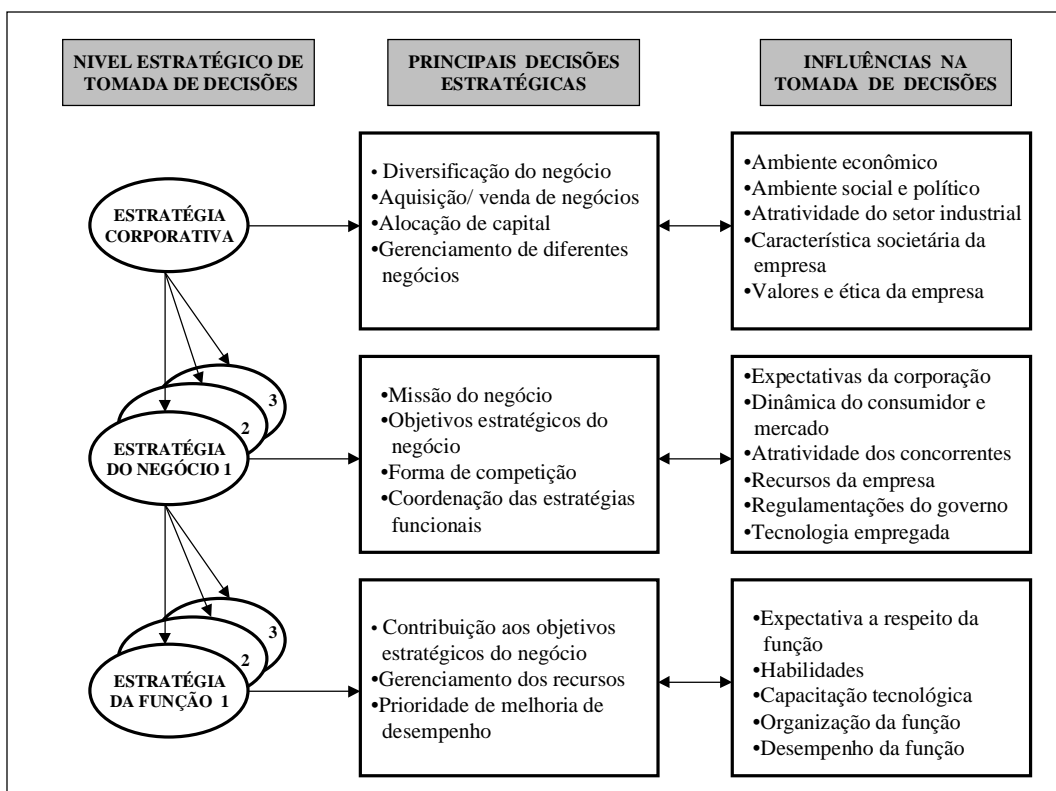 NIVEL ESTRATÉGICO DE
TOMADA DE DECISÕES
PRINCIPAIS DECISÕES
ESTRATÉGICAS
INFLUÊNCIAS NA
TOMADA DE DECISÕES
ESTRATÉGIA
CORPORATIVA
• Diversificação do negócio
•Aquisição/ venda de negócios
•Alocação de capital
•Gerenciamento de diferentes
negócios
•Ambiente econômico
•Ambiente social e político
•Atratividade do setor industrial
•Característica societária da
empresa
•Valores e ética da empresa
3
2
ESTRATÉGIA
DO NEGÓCIO 1
•Missão do negócio
•Objetivos estratégicos do
negócio
•Forma de competição
•Coordenação das estratégias
funcionais
•Expectativas da corporação
•Dinâmica do consumidor e
mercado
•Atratividade dos concorrentes
•Recursos da empresa
•Regulamentações do governo
•Tecnologia empregada
3
2
ESTRATÉGIA
DA FUNÇÃO 1
• Contribuição aos objetivos
estratégicos do negócio
•Gerenciamento dos recursos
•Prioridade de melhoria de
desempenho
•Expectativa a respeito da
função
•Habilidades
•Capacitação tecnológica
•Organização da função
•Desempenho da função